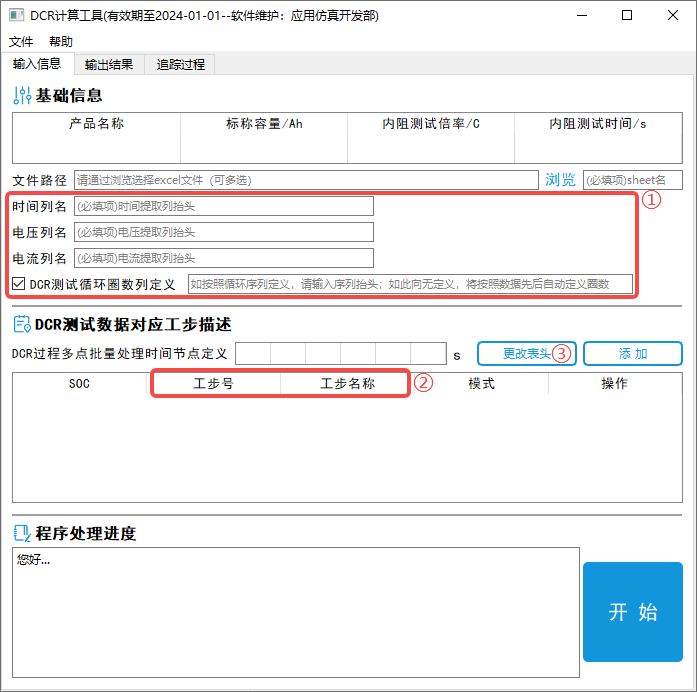 DCR计算工具(有效期至2024-01-01--软件维护：应用仿真开发部)
文件 帮助
输入信息 输出结果 追踪过程
基础信息
产品名称 标称容量/Ah 内阻测试倍率/C 内阻测试时间/s
文件路径 请通过浏览选择excel文件（可多选） 浏览 (必填项)sheet名
①
时间列名 (必填项)时间提取列抬头
电压列名 (必填项)电压提取列抬头
电流列名 (必填项)电流提取列抬头
DCR测试循环圈数列定义 如按照循环序列定义，请输入序列抬头；如此向无定义，将按照数据先后自动定义圈数
DCR测试数据对应工步描述
DCR过程多点批量处理时间节点定义 s 更改表头③ 添 加
SOC 工步号 工步名称 ② 模式 操作
程序处理进度
您好...
开 始